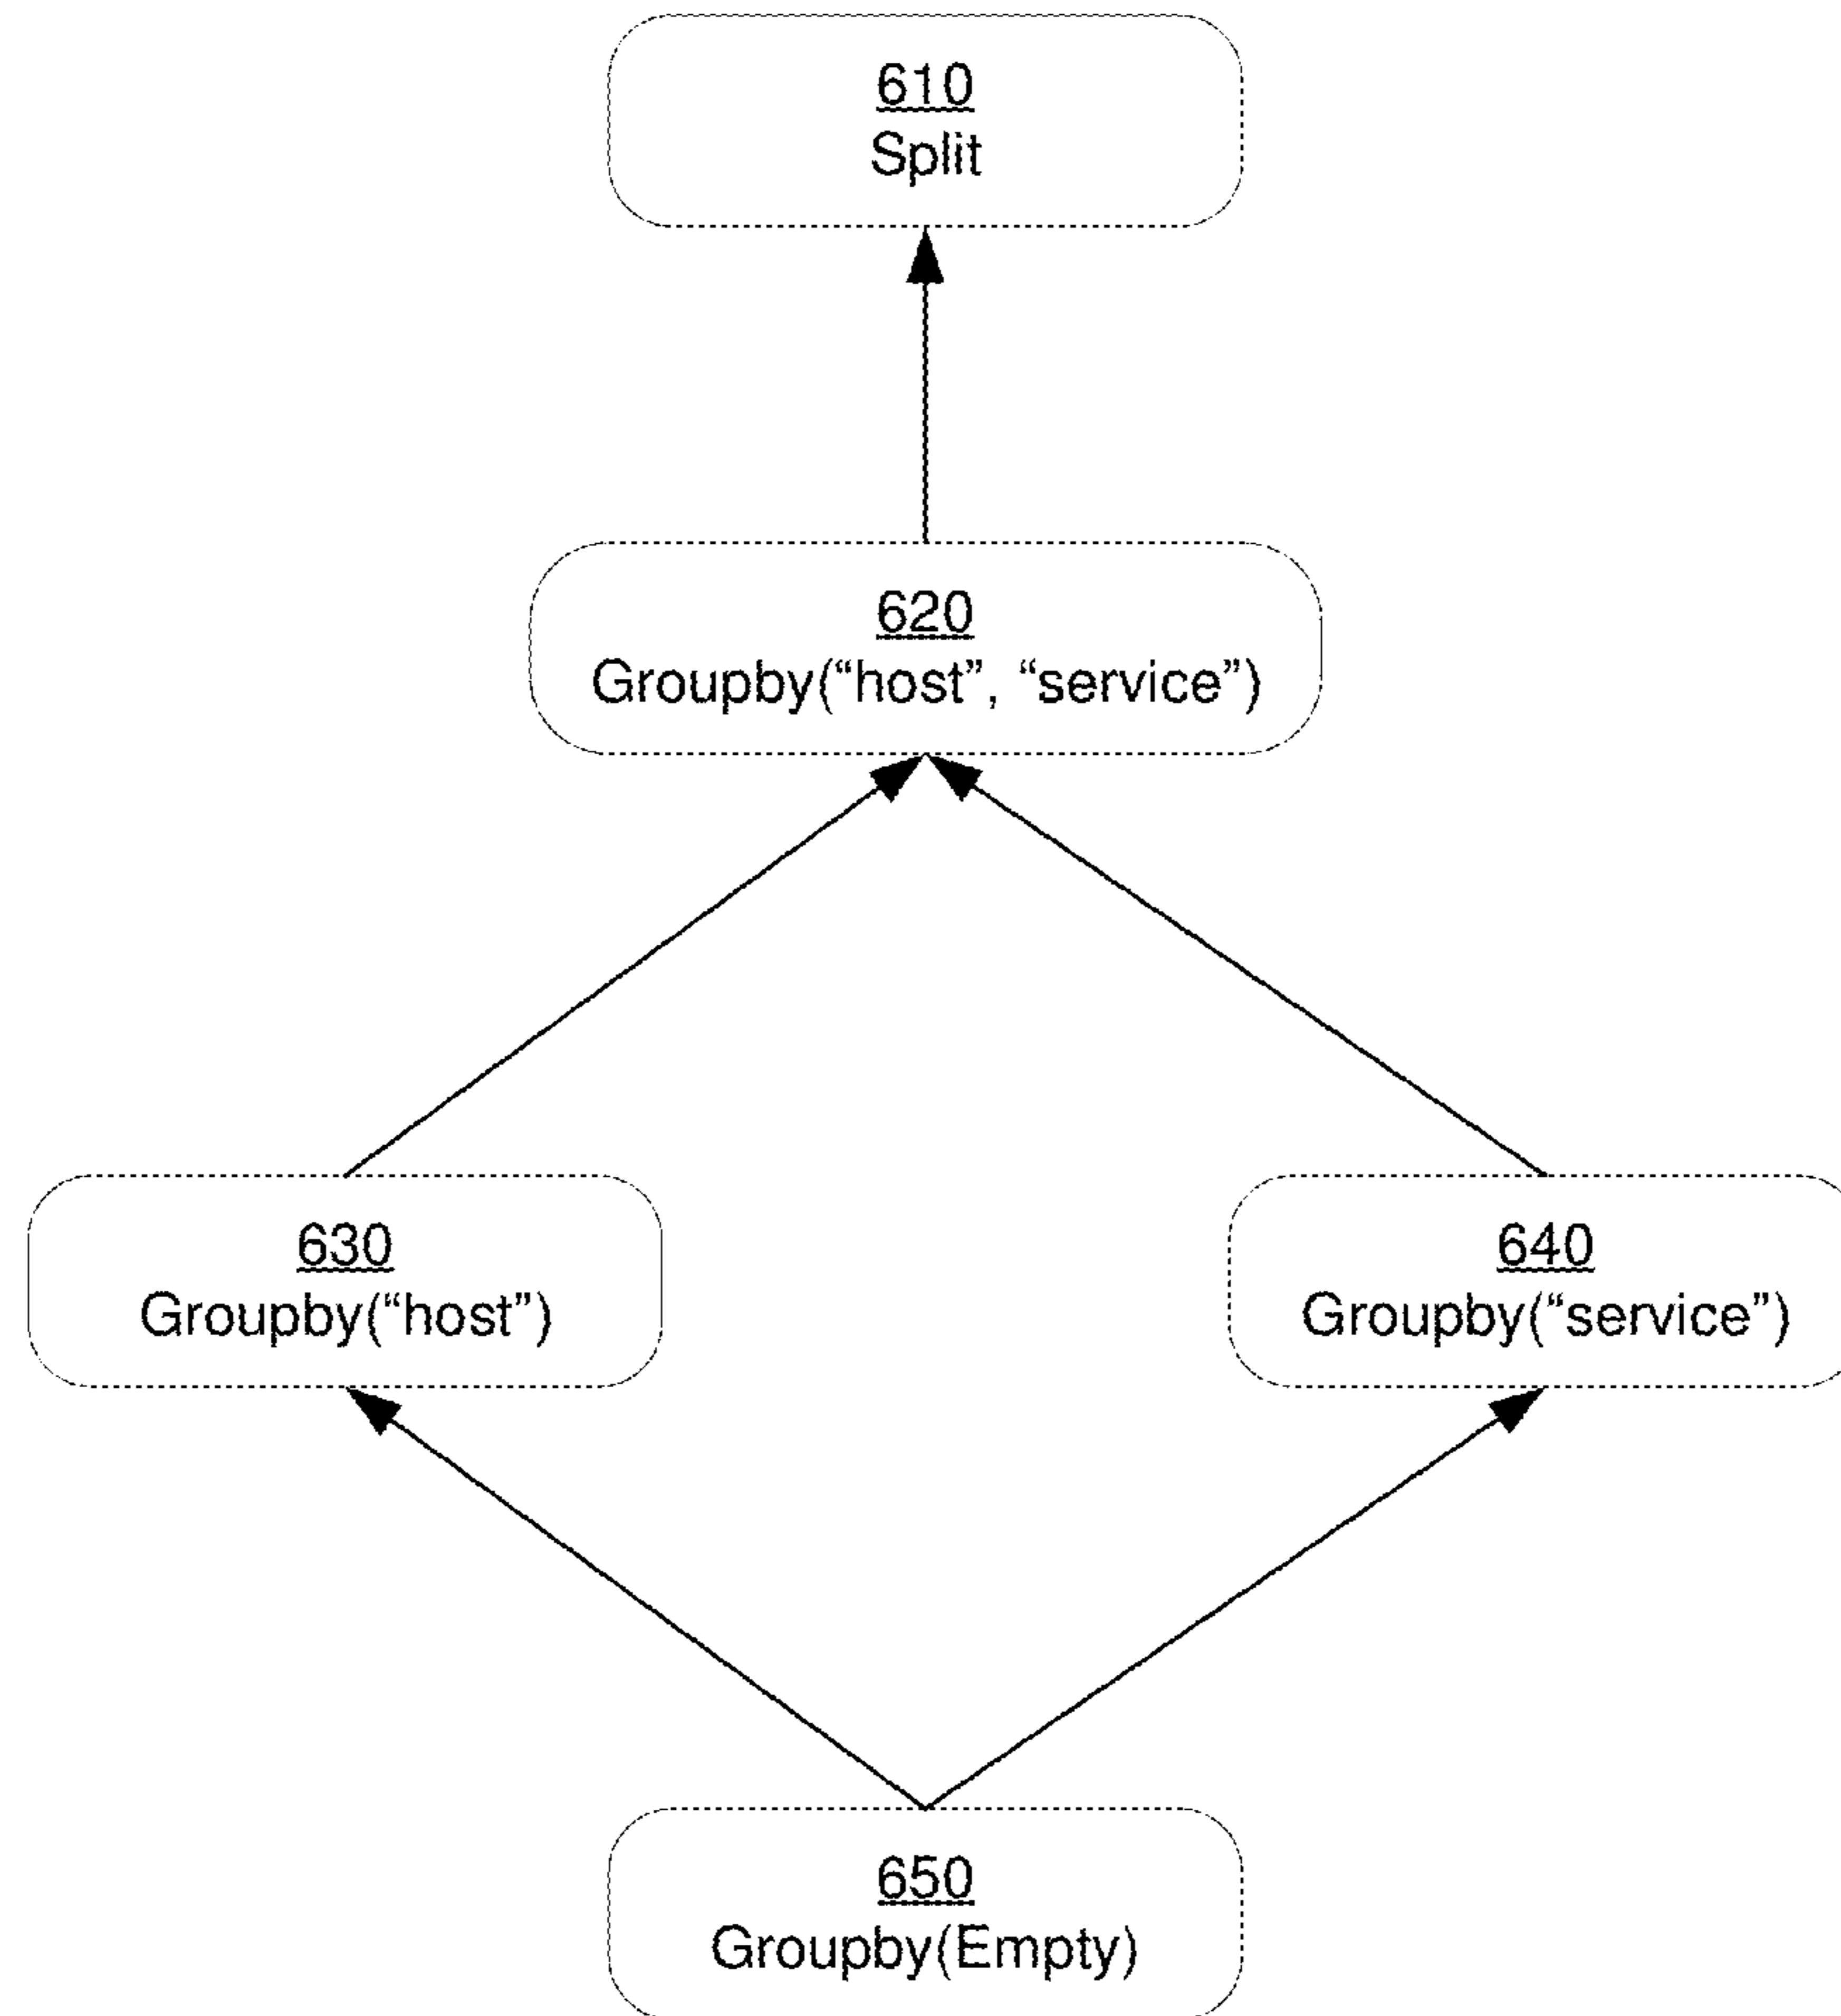 610
Split
620
Groupby(“host”, “service”)
630
Groupby(“host”)
640
Groupby(“service”)
650
Groupby(Empty)